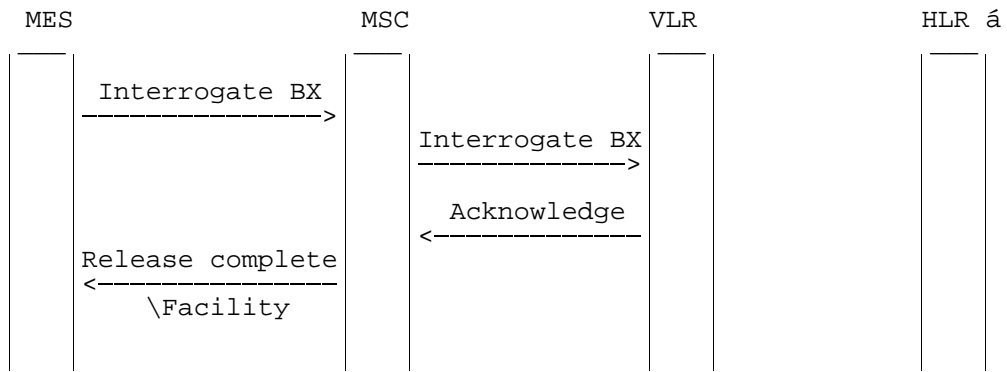 MES MSC VLR HLR á
Interrogate BX
Interrogate BX
Acknowledge
Release complete
\Facility